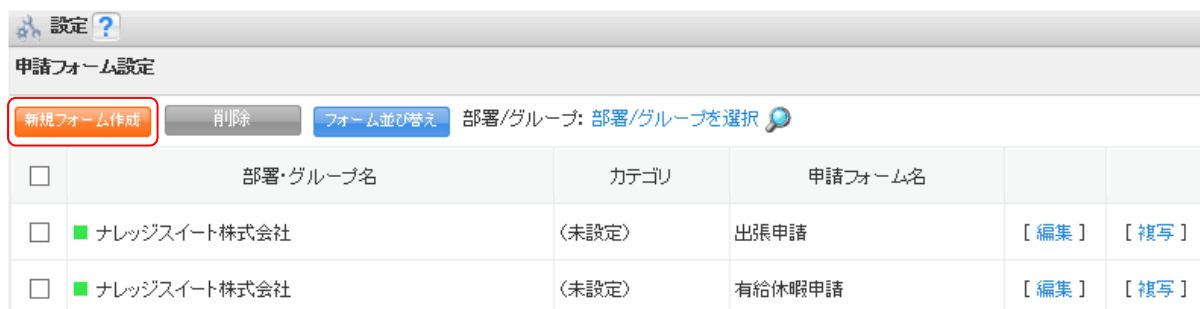 設定 ?
申請フォーム設定
新規フォーム作成 削除 フォーム並び替え 部署/グループ: 部署/グループを選択
部署・グループ名 カテゴリ 申請フォーム名
ナレッジスイート株式会社 (未設定) 出張申請 [ 編集 ] [ 複写 ]
ナレッジスイート株式会社 (未設定) 有給休暇申請 [ 編集 ] [ 複写 ]